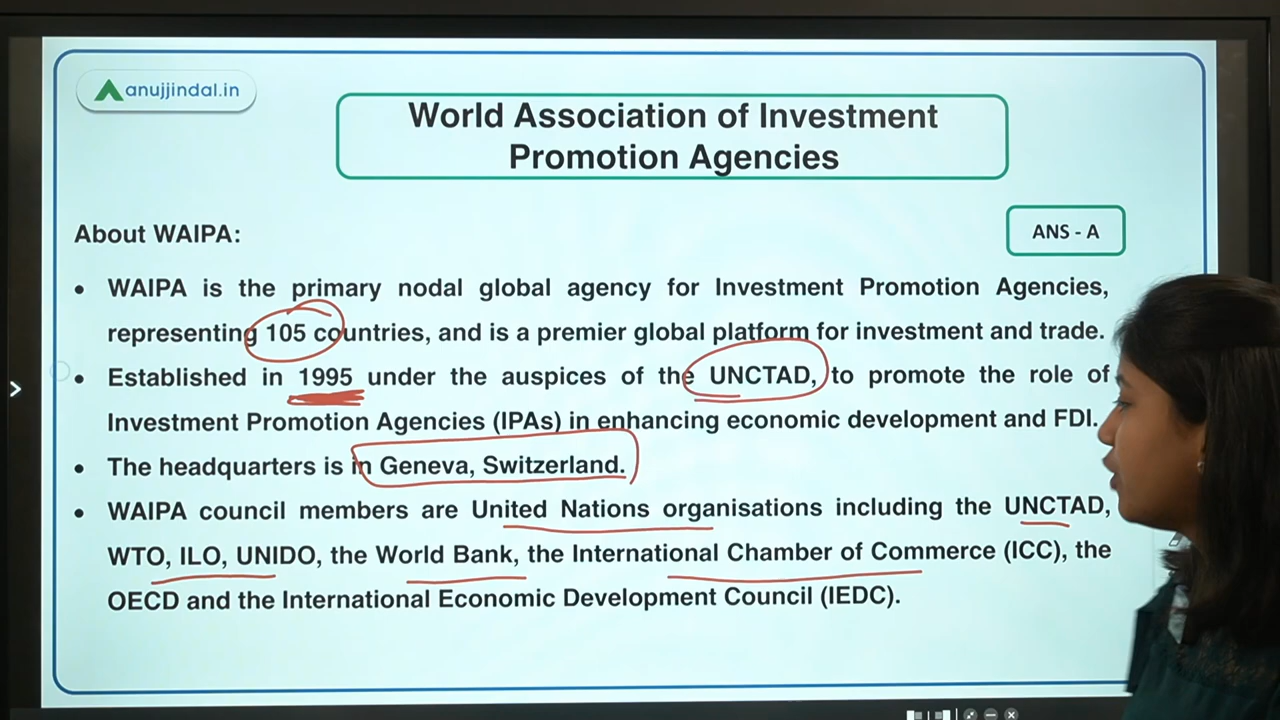 anujjindal.in
World Association of Investment
Promotion Agencies
About WAIPA:
ANS - A
• WAIPA is the primary nodal global agency for Investment Promotion Agencies,
representing 105 countries, and is a premier global platform for investment and trade.
• Established in 1995 under the auspices of the UNCTAD, to promote the role of
Investment Promotion Agencies (IPAs) in enhancing economic development and FDI.
• The headquarters is in Geneva, Switzerland.
• WAIPA council members are United Nations organisations including the UNCTAD,
WTO, ILO, UNIDO, the World Bank, the International Chamber of Commerce (ICC), the
OECD and the International Economic Development Council (IEDC).